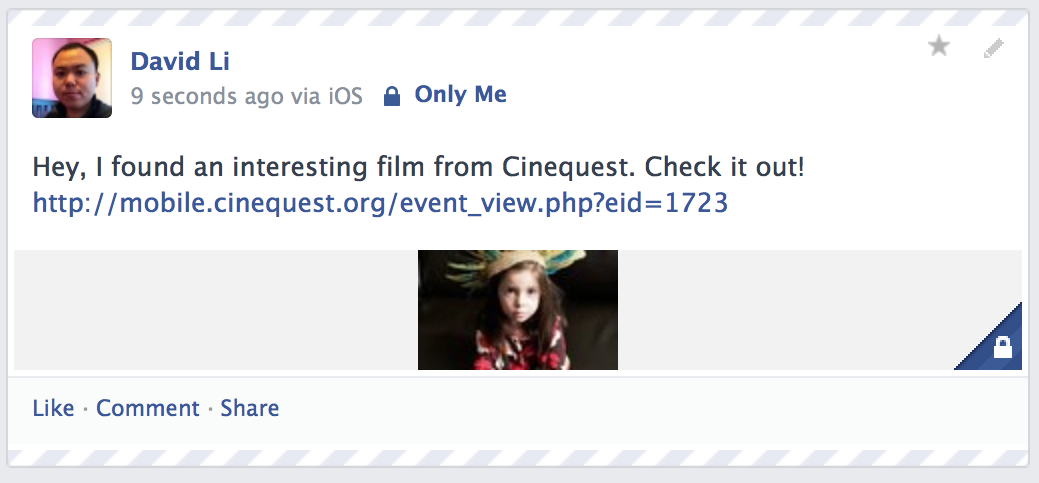 David Li
9 seconds ago via iOS Only Me
Hey, I found an interesting film from Cinequest. Check it out!
http://mobile.cinequest.org/event_view.php?eid=1723
Like · Comment · Share